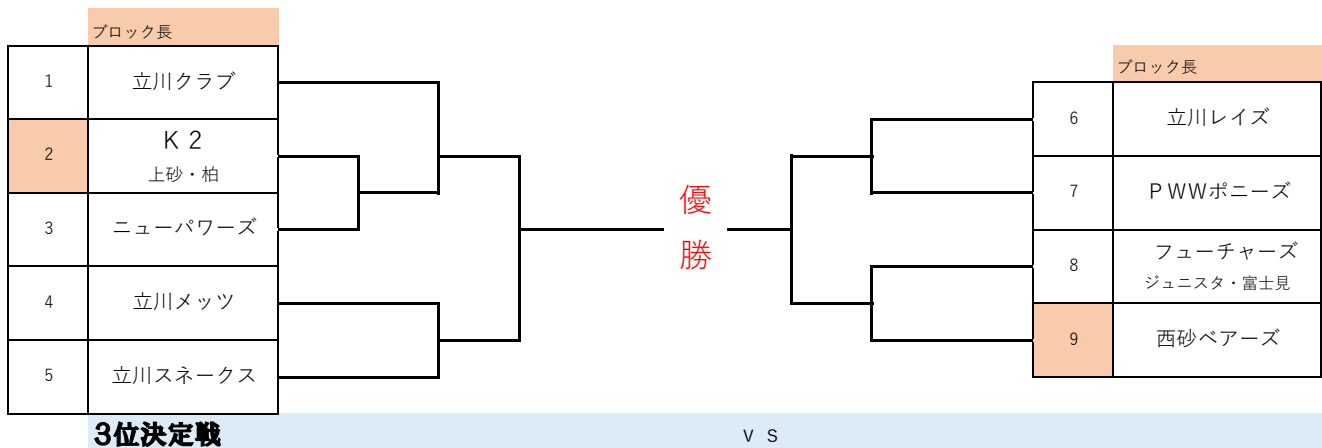 ブロック長
1 立川クラブ
2 Ｋ２
上砂・柏
3 ニューパワーズ
4 立川メッツ
5 立川スネークス
優
勝
ブロック長
6 立川レイズ
7 ＰＷＷポニーズ
8 フューチャーズ
ジュニスタ・富士見
9 西砂ベアーズ
３位決定戦 ｖｓ